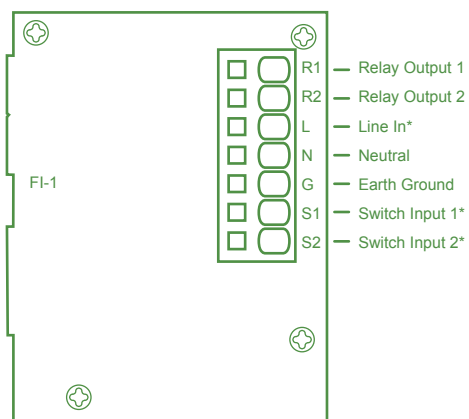 R1 — Relay Output 1
R2 — Relay Output 2
L — Line In*
N — Neutral
FI-1
G — Earth Ground
S1 — Switch Input 1*
S2 — Switch Input 2*